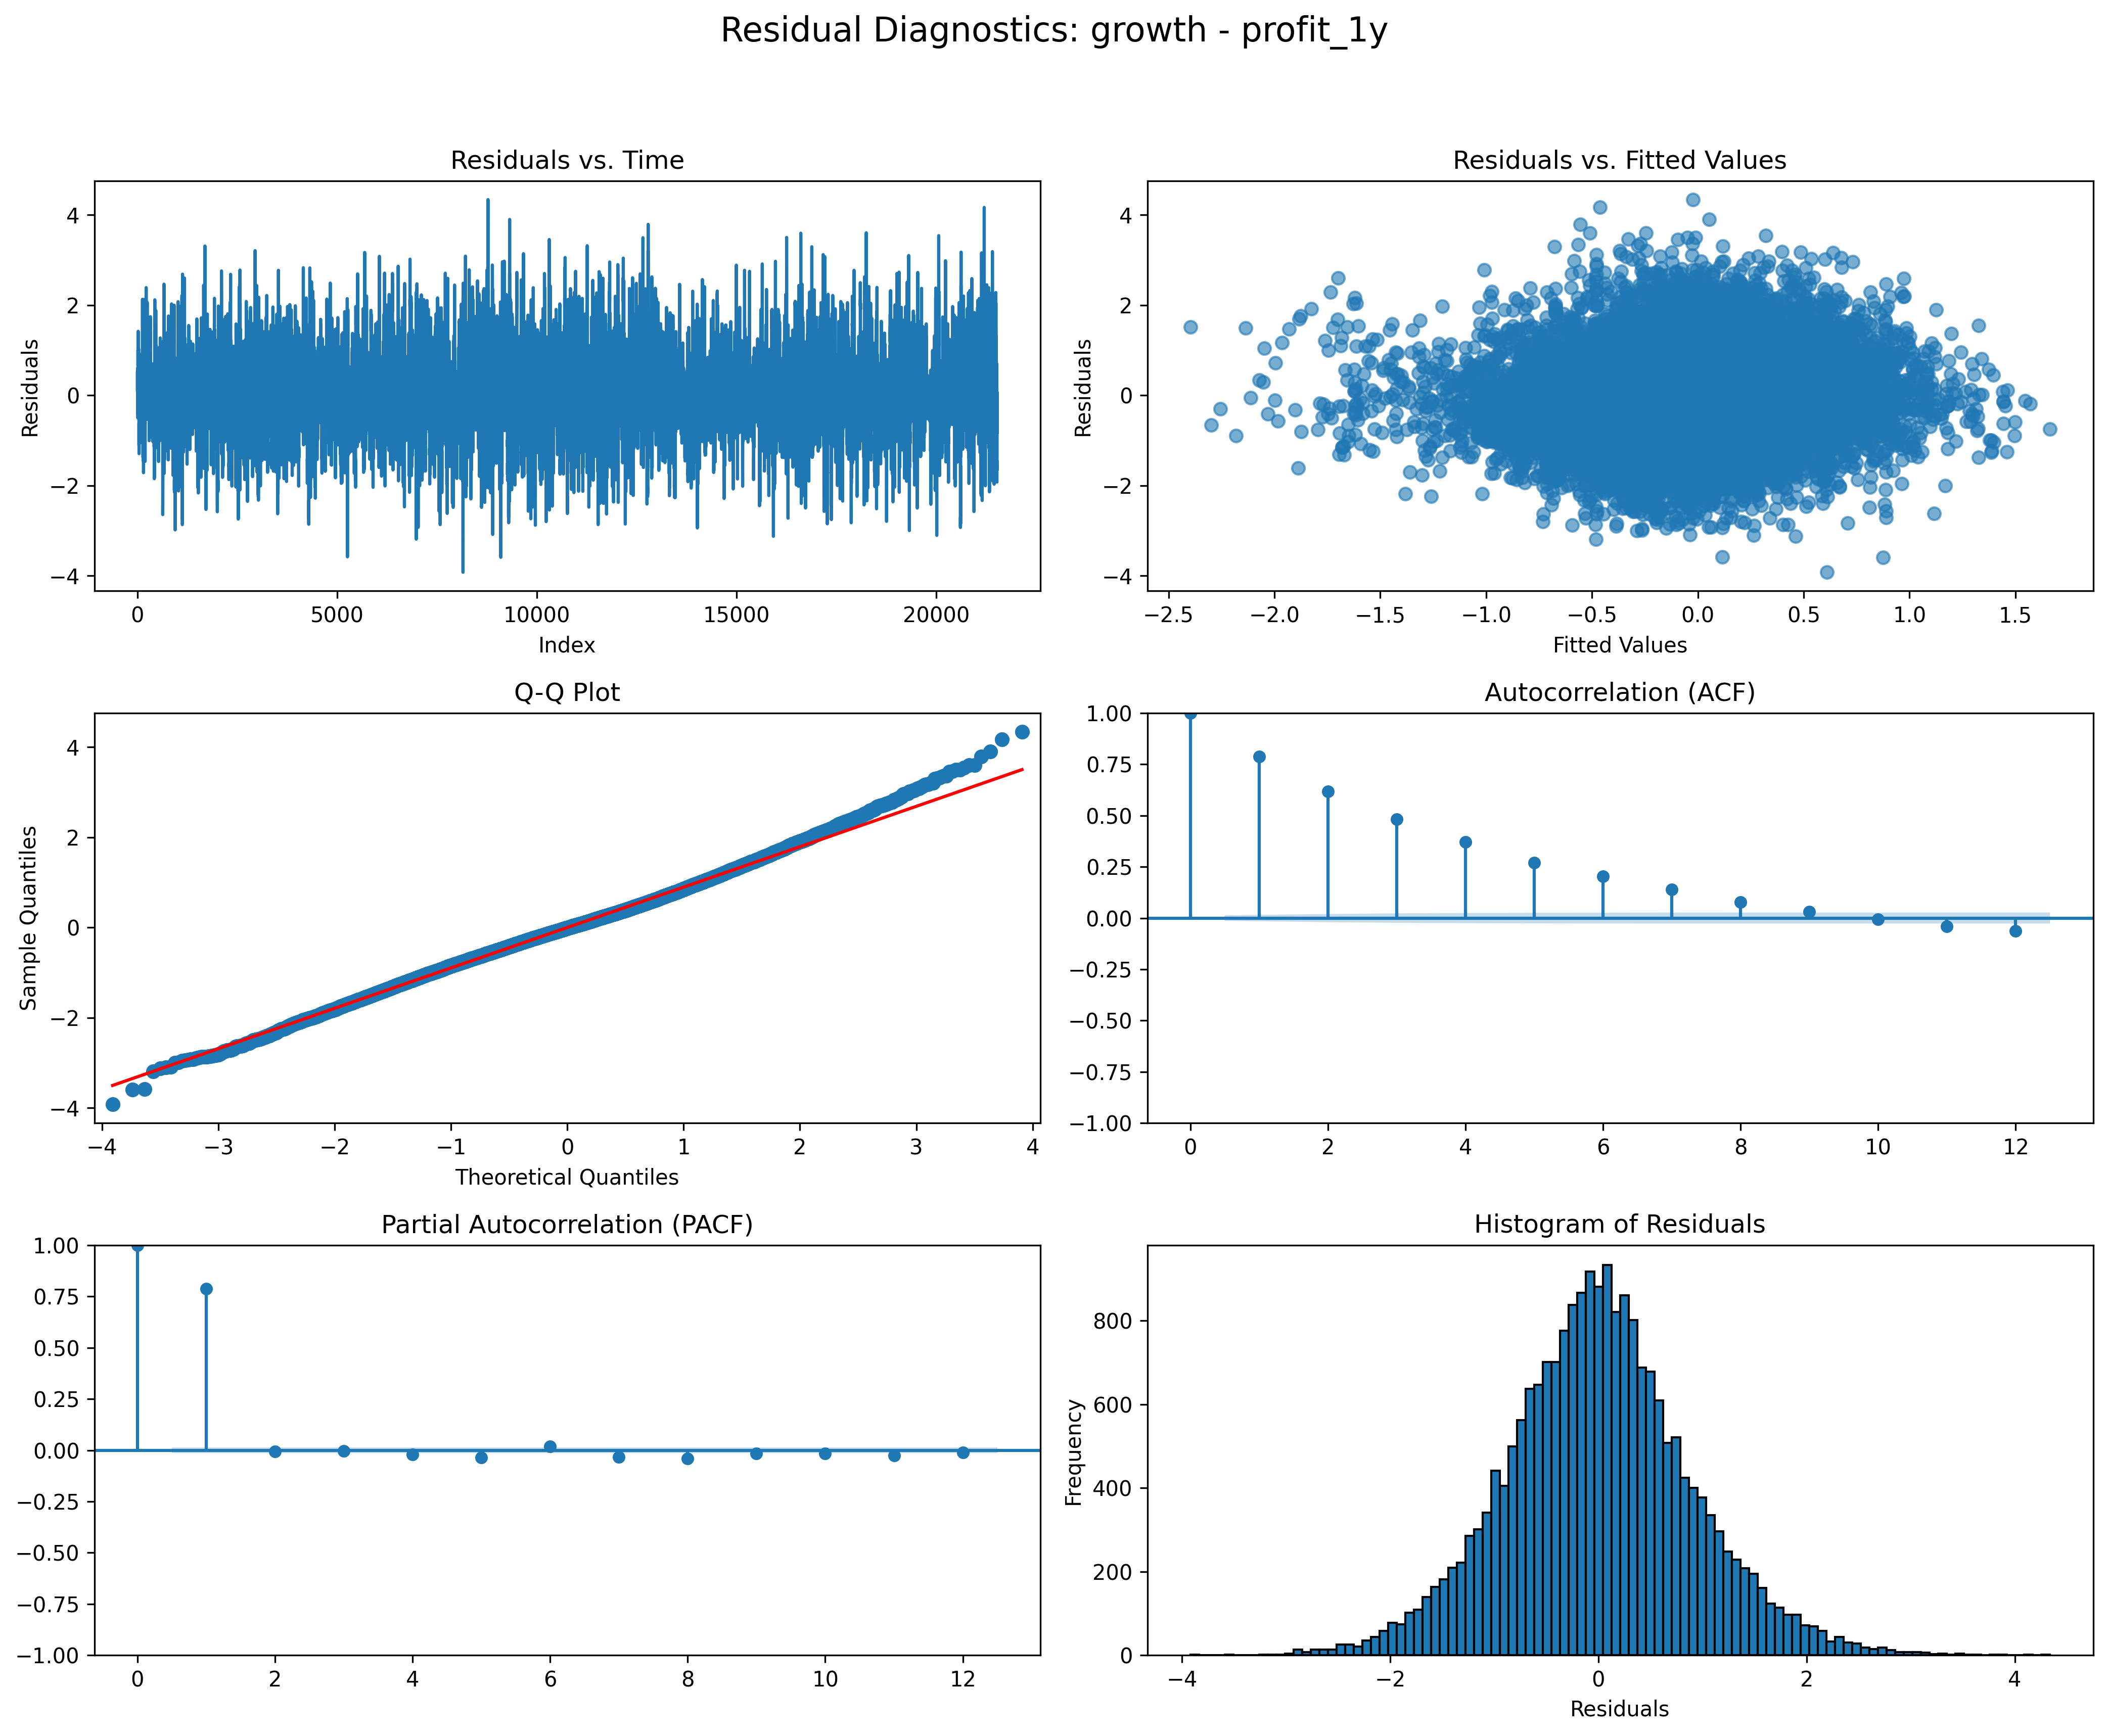 Residual Diagnostics: growth - profit_1y
Residuals vs. Time
Residuals
4
2
0
−2
−4
0 5000 10000 15000 20000
Index
Residuals vs. Fitted Values
Residuals
4
2
0
−2
−4
−2.5 −2.0 −1.5 −1.0 −0.5 0.0 0.5 1.0 1.5
Fitted Values
Q-Q Plot
Sample Quantiles
4
2
0
−2
−4
−4 −3 −2 −1 0 1 2 3 4
Theoretical Quantiles
Autocorrelation (ACF)
1.00
0.75
0.50
0.25
0.00
−0.25
−0.50
−0.75
−1.00
0 2 4 6 8 10 12
Partial Autocorrelation (PACF)
1.00
0.75
0.50
0.25
0.00
−0.25
−0.50
−0.75
−1.00
0 2 4 6 8 10 12
Histogram of Residuals
Frequency
800
600
400
200
0
−4 −2 0 2 4
Residuals